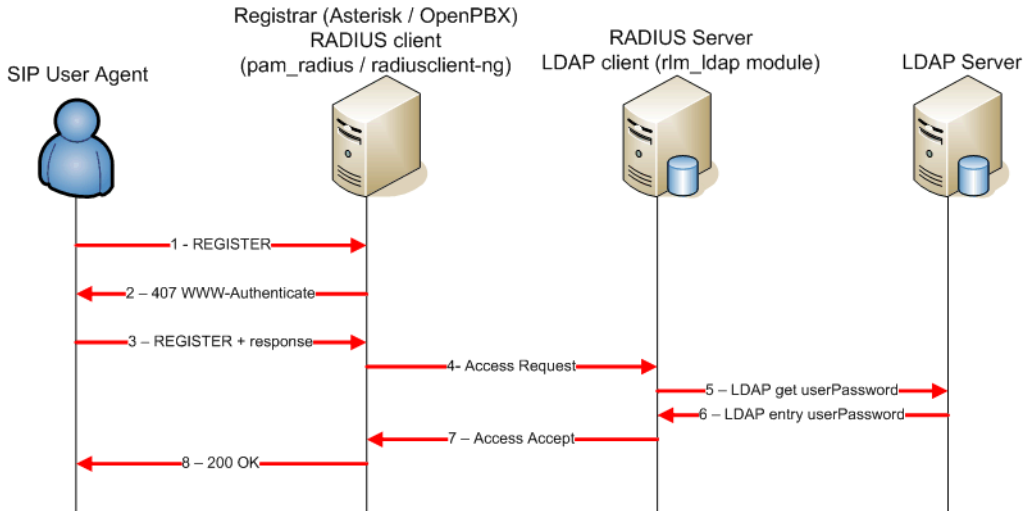 Registrar (Asterisk / OpenPBX)
RADIUS client
(pam_radius / radiusclient-ng)
RADIUS Server
LDAP client (rlm_ldap module)
LDAP Server
SIP User Agent
1 - REGISTER
2 – 407 WWW-Authenticate
3 – REGISTER + response
4- Access Request
5 – LDAP get userPassword
6 – LDAP entry userPassword
7 – Access Accept
8 – 200 OK